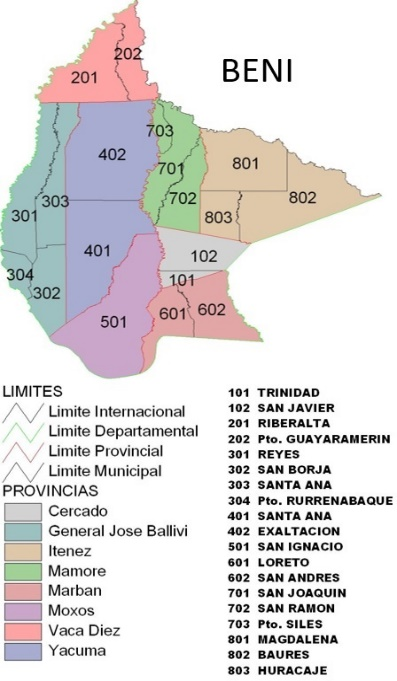 BENI
202
201
703
402
801
701
303
702
802
301
803
401
102
304
101
302
601
602
501
LIMITES
Limite Internacional
Limite Departamental
Limite Provincial
Limite Municipal
PROVINCIAS
Cercado
General Jose Ballivi
Itenez
Mamore
Marban
Moxos
Vaca Diez
Yacuma
101 TRINIDAD
102 SAN JAVIER
201 RIBERALTA
202 Pto. GUAYARAMERIN
301 REYES
302 SAN BORJA
303 SANTA ANA
304 Pto. RURRENABAQUE
401 SANTA ANA
402 EXALTACION
501 SAN IGNACIO
601 LORETO
602 SAN ANDRES
701 SAN JOAQUIN
702 SAN RAMON
703 Pto. SILES
801 MAGDALENA
802 BAURES
803 HURACAJE